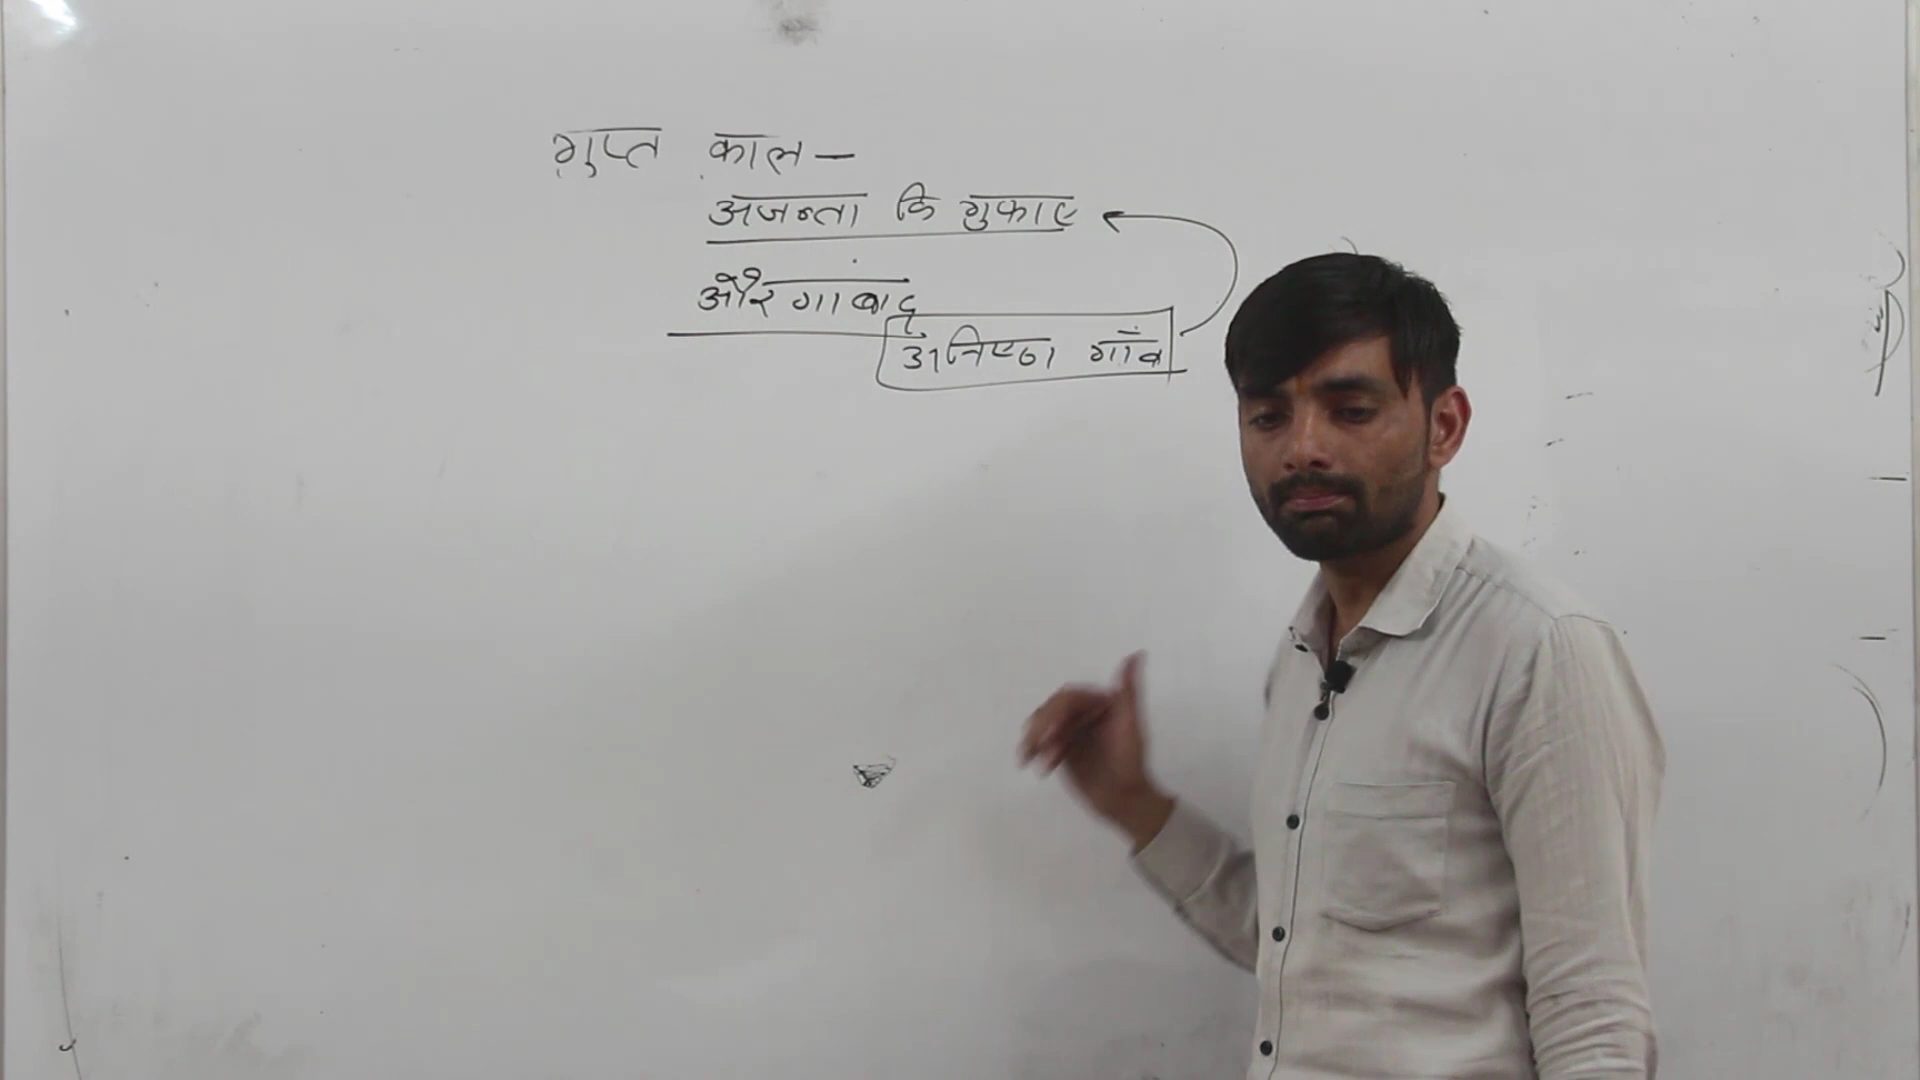 गुप्त काल –
अजन्ता कि गुफाए
औरंगाबाद
अजिण्ठा गाँव